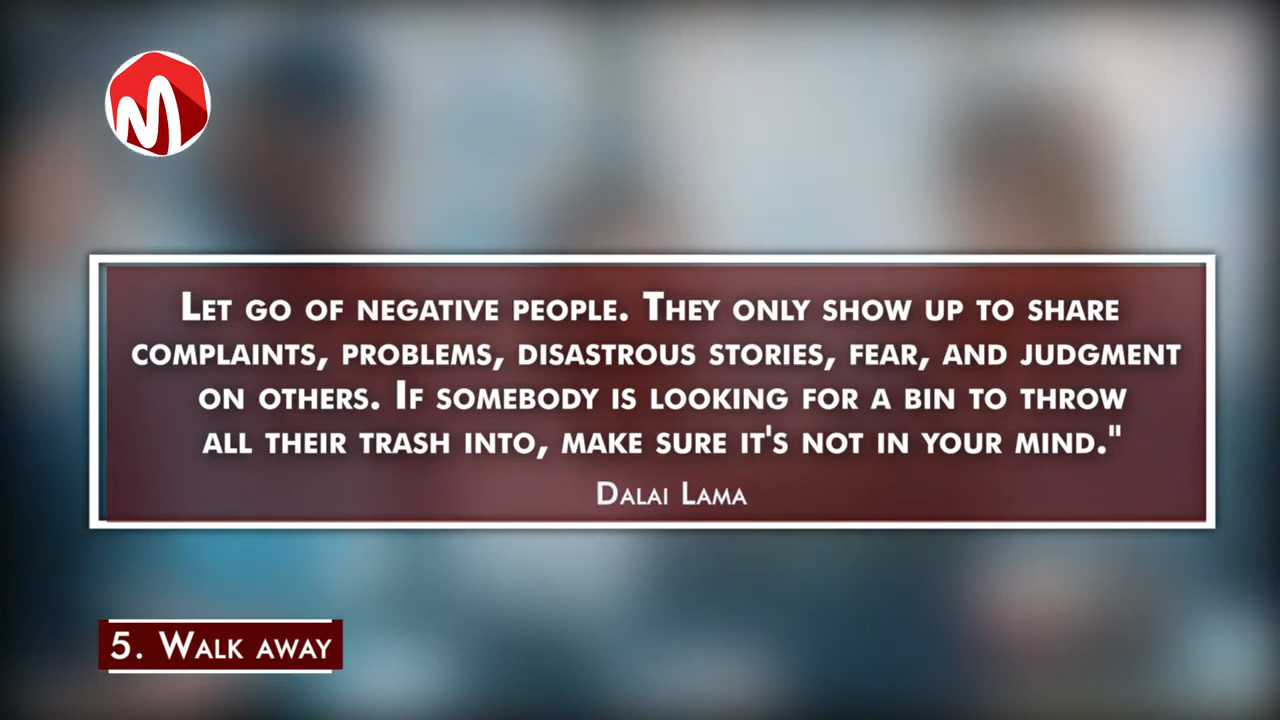 Let go of negative people. They only show up to share
complaints, problems, disastrous stories, fear, and judgment
on others. If somebody is looking for a bin to throw
all their trash into, make sure it's not in your mind."
Dalai Lama
5. Walk away